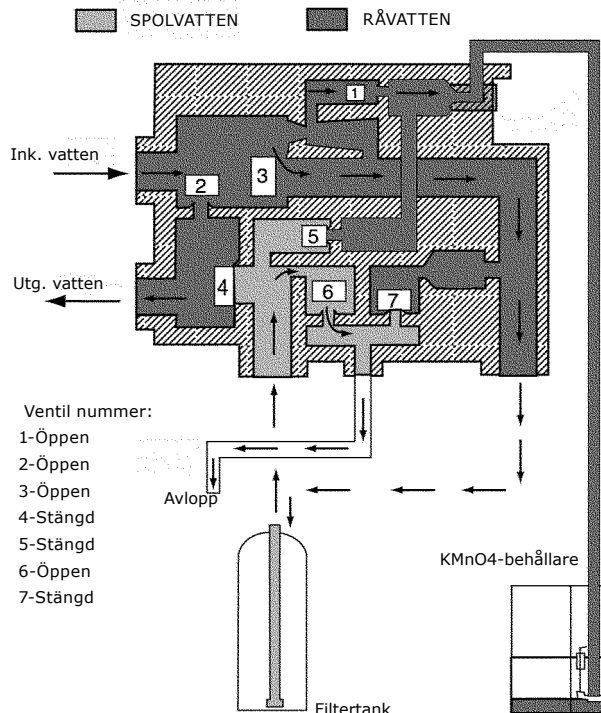 SPOLVATTEN
RÅVATTEN
1
Ink. vatten
2
3
5
Utg. vatten
4
6
7
Ventil nummer:
1-Öppen
2-Öppen
3-Öppen
4-Stängd
5-Stängd
6-Öppen
7-Stängd
Avlopp
KMnO4-behållare
Filtertank